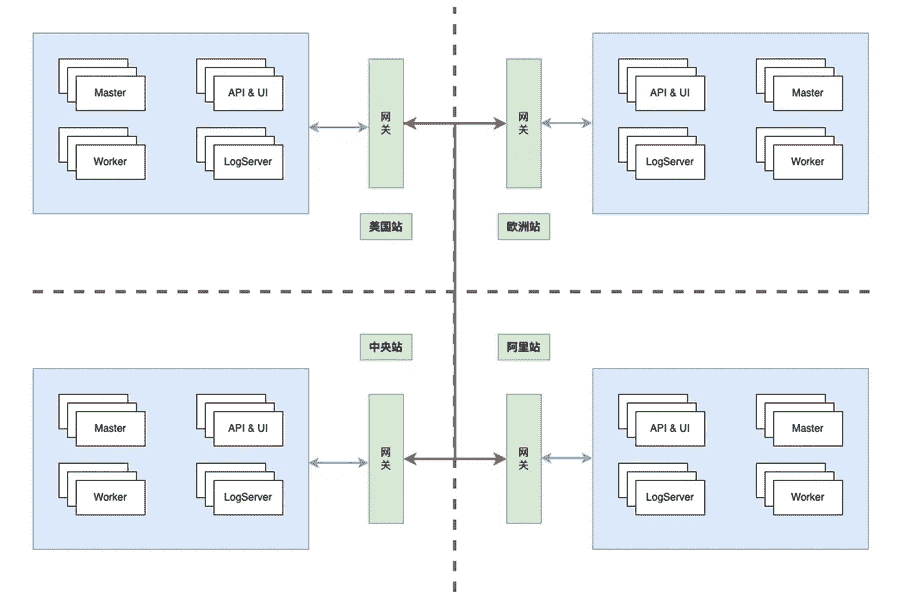 Master
API & UI
Worker
LogServer
网
关
美国站
网
关
欧洲站
API & UI
Master
LogServer
Worker
中央站
Master
API & UI
Worker
LogServer
网
关
阿里站
网
关
API & UI
Master
LogServer
Worker